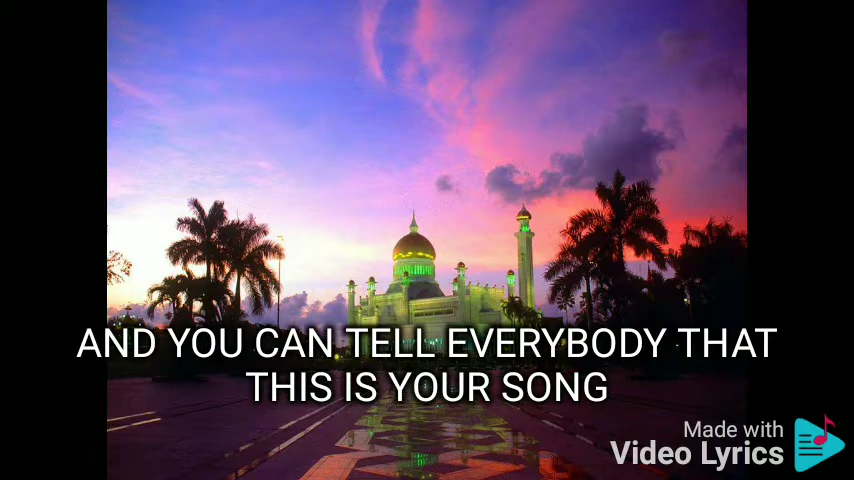 AND YOU CAN TELL EVERYBODY THAT
THIS IS YOUR SONG
Made with
Video Lyrics